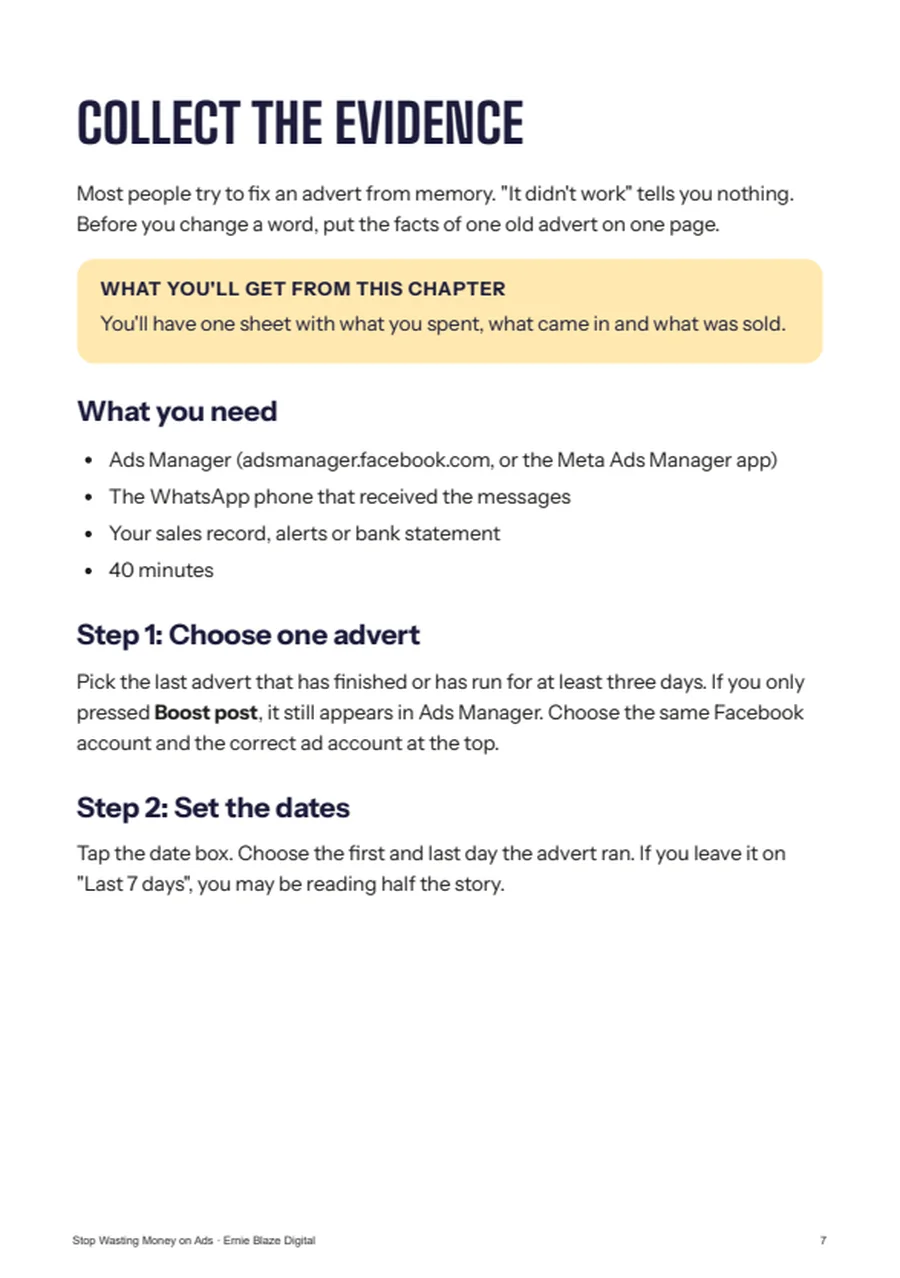 COLLECT THE EVIDENCE
Most people try to fix an advert from memory. "It didn't work" tells you nothing.
Before you change a word, put the facts of one old advert on one page.
WHAT YOU'LL GET FROM THIS CHAPTER
You'll have one sheet with what you spent, what came in and what was sold.
What you need
• Ads Manager (adsmanager.facebook.com, or the Meta Ads Manager app)
• The WhatsApp phone that received the messages
• Your sales record, alerts or bank statement
• 40 minutes
Step 1: Choose one advert
Pick the last advert that has finished or has run for at least three days. If you only
pressed Boost post, it still appears in Ads Manager. Choose the same Facebook
account and the correct ad account at the top.
Step 2: Set the dates
Tap the date box. Choose the first and last day the advert ran. If you leave it on
"Last 7 days", you may be reading half the story.
Stop Wasting Money on Ads · Ernie Blaze Digital
7